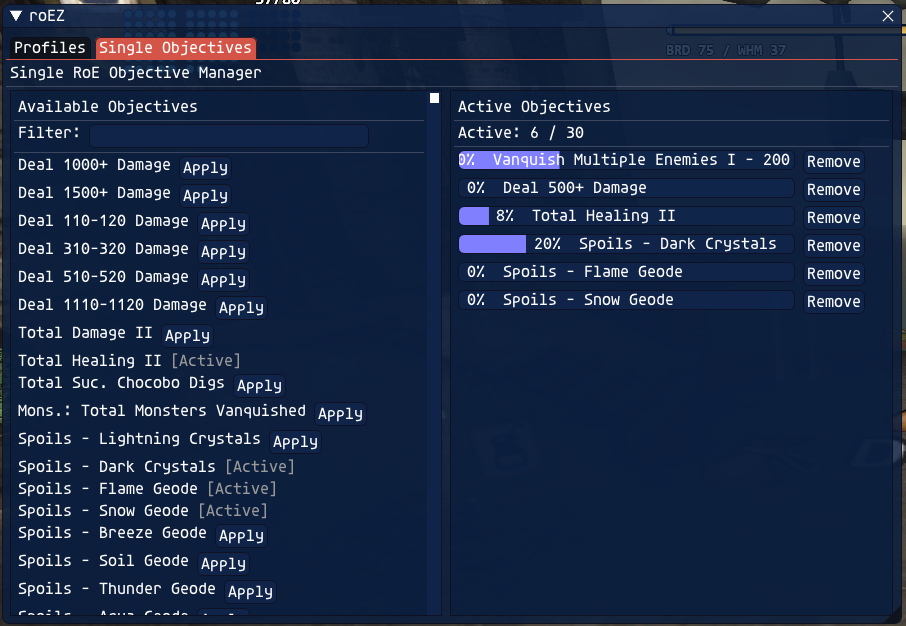 37/80
roEZ
BRD 75 / WHM 37
Profiles Single Objectives
Single RoE Objective Manager
Available Objectives
Filter:
Deal 1000+ Damage Apply
Deal 1500+ Damage Apply
Deal 110-120 Damage Apply
Deal 310-320 Damage Apply
Deal 510-520 Damage Apply
Deal 1110-1120 Damage Apply
Total Damage II Apply
Total Healing II [Active]
Total Suc. Chocobo Digs Apply
Mons.: Total Monsters Vanquished Apply
Spoils - Lightning Crystals Apply
Spoils - Dark Crystals [Active]
Spoils - Flame Geode [Active]
Spoils - Snow Geode [Active]
Spoils - Breeze Geode Apply
Spoils - Soil Geode Apply
Spoils - Thunder Geode Apply
Spoils - Aqua Geode Apply
Active Objectives
Active: 6 / 30
0% Vanquish Multiple Enemies I - 200 Remove
0% Deal 500+ Damage Remove
8% Total Healing II Remove
20% Spoils - Dark Crystals Remove
0% Spoils - Flame Geode Remove
0% Spoils - Snow Geode Remove